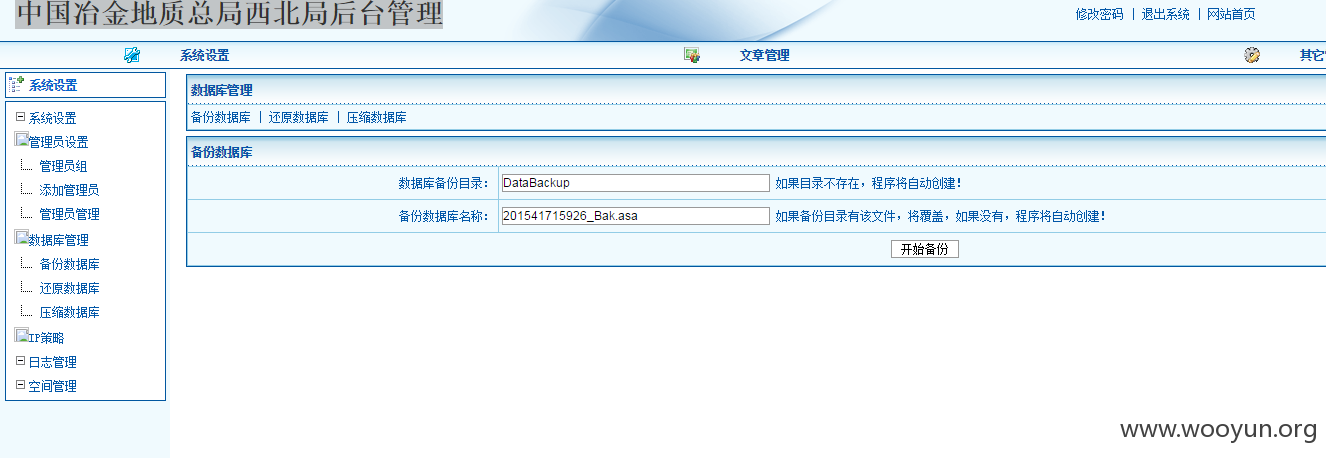 中国冶金地质总局西北局后台管理
修改密码 | 退出系统 | 网站首页
系统设置 文章管理 其它
系统设置
系统设置
管理员设置
管理员组
添加管理员
管理员管理
数据库管理
备份数据库
还原数据库
压缩数据库
IP策略
日志管理
空间管理
数据库管理
备份数据库 | 还原数据库 | 压缩数据库
备份数据库
数据库备份目录: DataBackup 如果目录不存在，程序将自动创建!
备份数据库名称: 201541715926_Bak.asa 如果备份目录有该文件，将覆盖，如果没有，程序将自动创建!
开始备份
www.wooyun.org